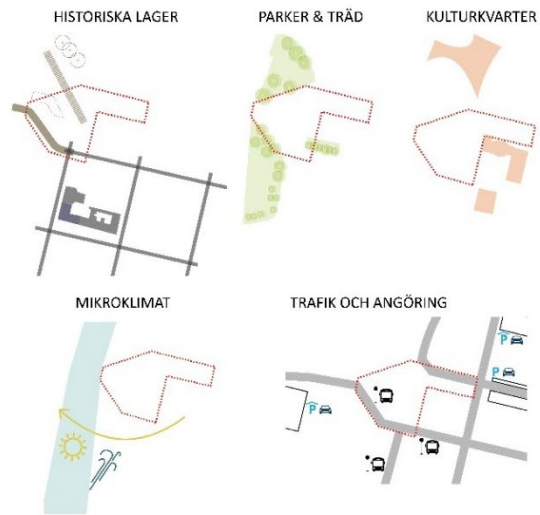 HISTORISKA LAGER
PARKER & TRÄD
KULTURKVARTER
MIKROKLIMAT
TRAFIK OCH ANGÖRING
P
P
P